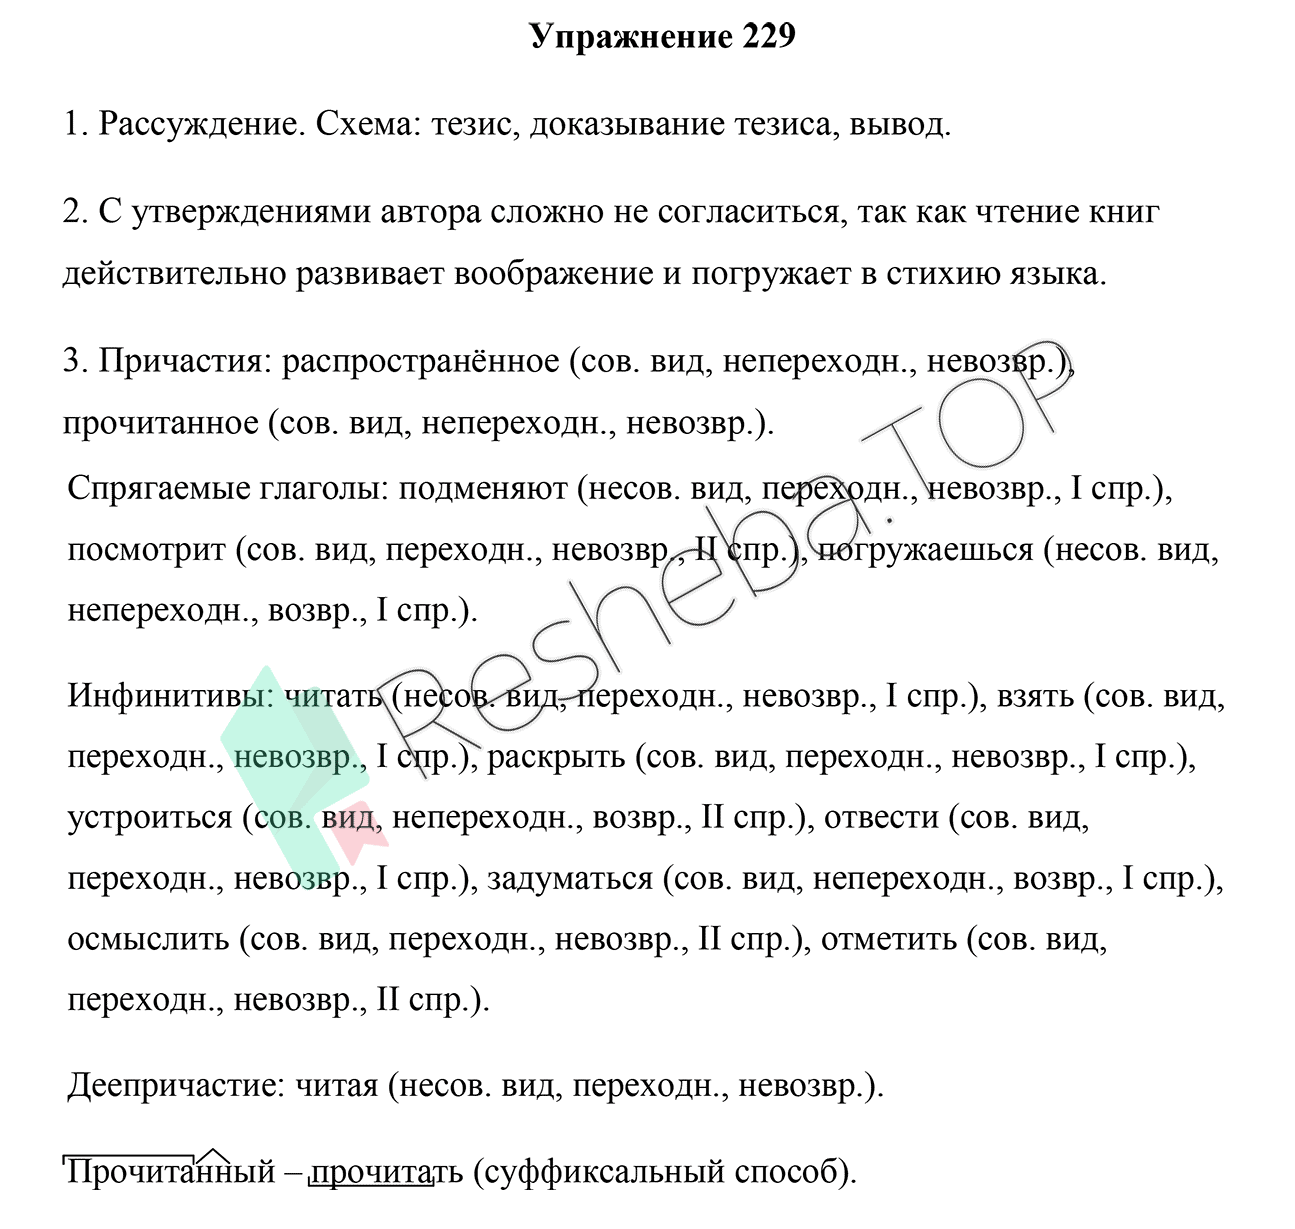 Упражнение 229
1. Рассуждение. Схема: тезис, доказывание тезиса, вывод.
2. С утверждениями автора сложно не согласиться, так как чтение книг
действительно развивает воображение и погружает в стихию языка.
3. Причастия: распространённое (сов. вид, непереходн., невозвр.),
прочитанное (сов. вид, непереходн., невозвр.).
Спрягаемые глаголы: подменяют (несов. вид, переходн., невозвр., I спр.),
посмотрит (сов. вид, переходн., невозвр., II спр.), погружаешься (несов. вид,
непереходн., возвр., I спр.).
Инфинитивы: читать (несов. вид, переходн., невозвр., I спр.), взять (сов. вид,
переходн., невозвр., I спр.), раскрыть (сов. вид, переходн., невозвр., I спр.),
устроиться (сов. вид, непереходн., возвр., II спр.), отвести (сов. вид,
переходн., невозвр., I спр.), задуматься (сов. вид, непереходн., возвр., I спр.),
осмыслить (сов. вид, переходн., невозвр., II спр.), отметить (сов. вид,
переходн., невозвр., II спр.).
Деепричастие: читая (несов. вид, переходн., невозвр.).
Прочитанный – прочитать (суффиксальный способ).
Resheba.TOP